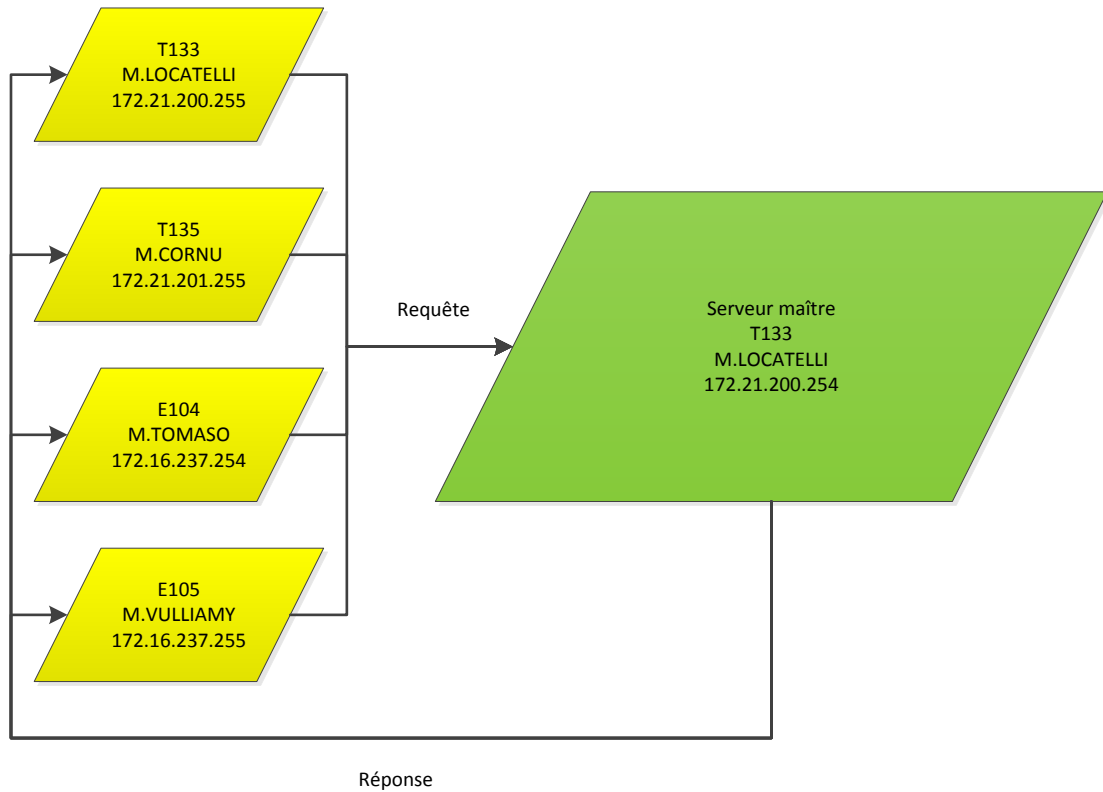 T133
M.LOCATELLI
172.21.200.255
T135
M.CORNU
172.21.201.255
Requête
Serveur maître
T133
M.LOCATELLI
172.21.200.254
E104
M.TOMASO
172.16.237.254
E105
M.VULLIAMY
172.16.237.255
Réponse